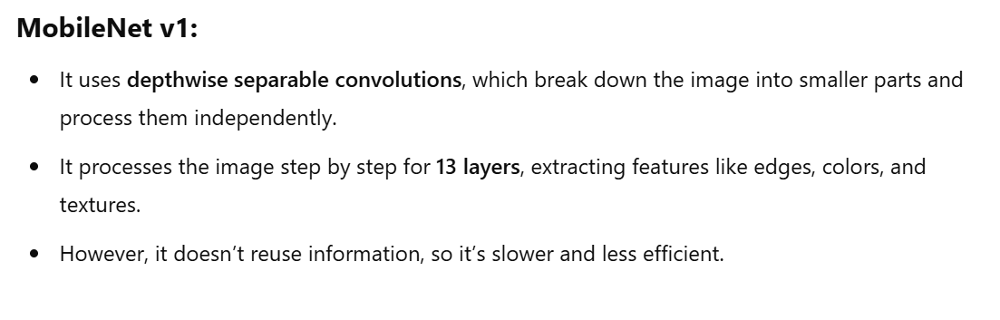 MobileNet v1:
• It uses depthwise separable convolutions, which break down the image into smaller parts and
process them independently.
• It processes the image step by step for 13 layers, extracting features like edges, colors, and
textures.
• However, it doesn’t reuse information, so it’s slower and less efficient.